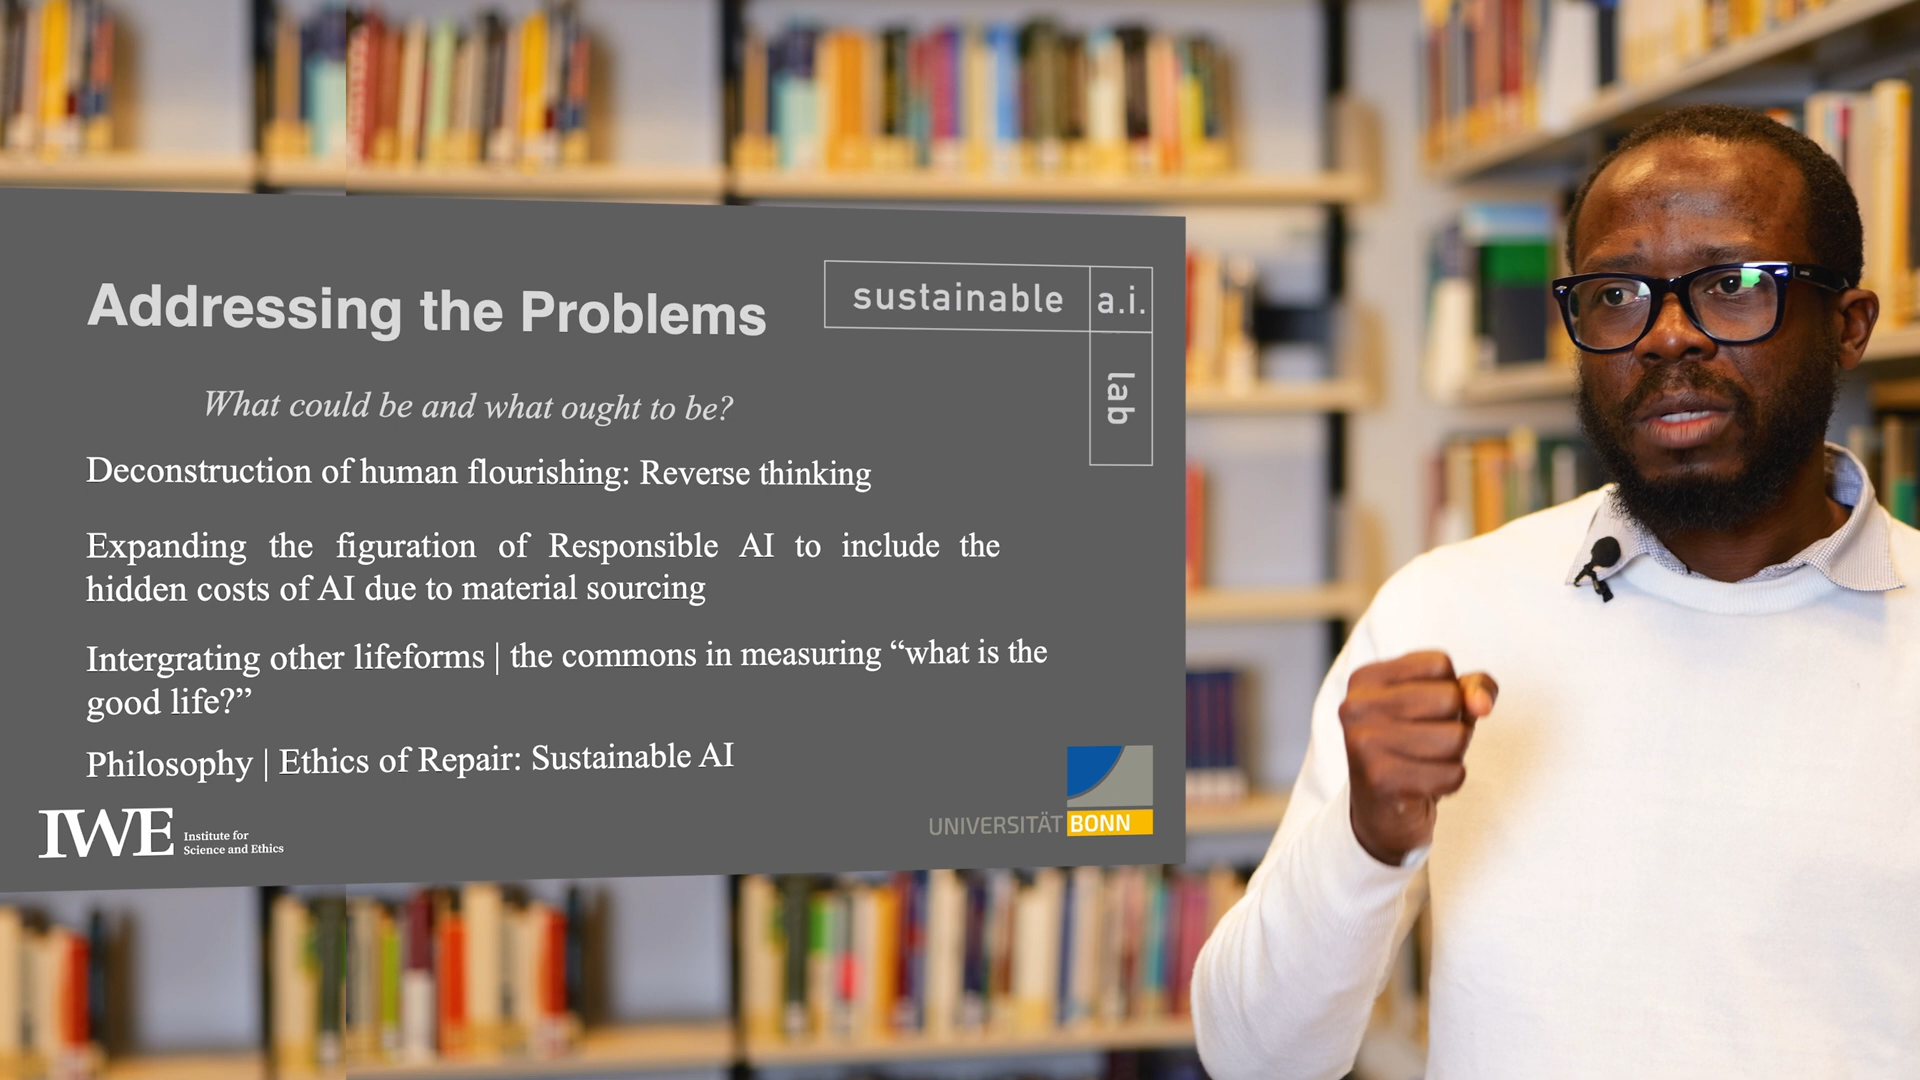 Addressing the Problems
sustainable a.i.
lab
What could be and what ought to be?
Deconstruction of human flourishing: Reverse thinking
Expanding the figuration of Responsible AI to include the
hidden costs of AI due to material sourcing
Intergrating other lifeforms | the commons in measuring “what is the
good life?”
Philosophy | Ethics of Repair: Sustainable AI
IWE Institute for
Science and Ethics
UNIVERSITÄT BONN